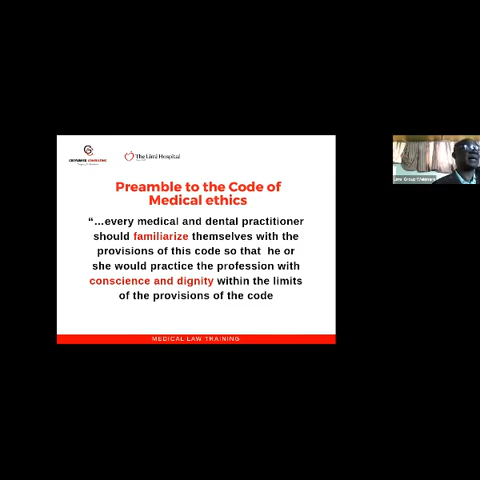 The Limi Hospital
Preamble to the Code of
Medical ethics
“...every medical and dental practitioner
should familiarize themselves with the
provisions of this code so that he or
she would practice the profession with
conscience and dignity within the limits
of the provisions of the code
MEDICAL LAW TRAINING